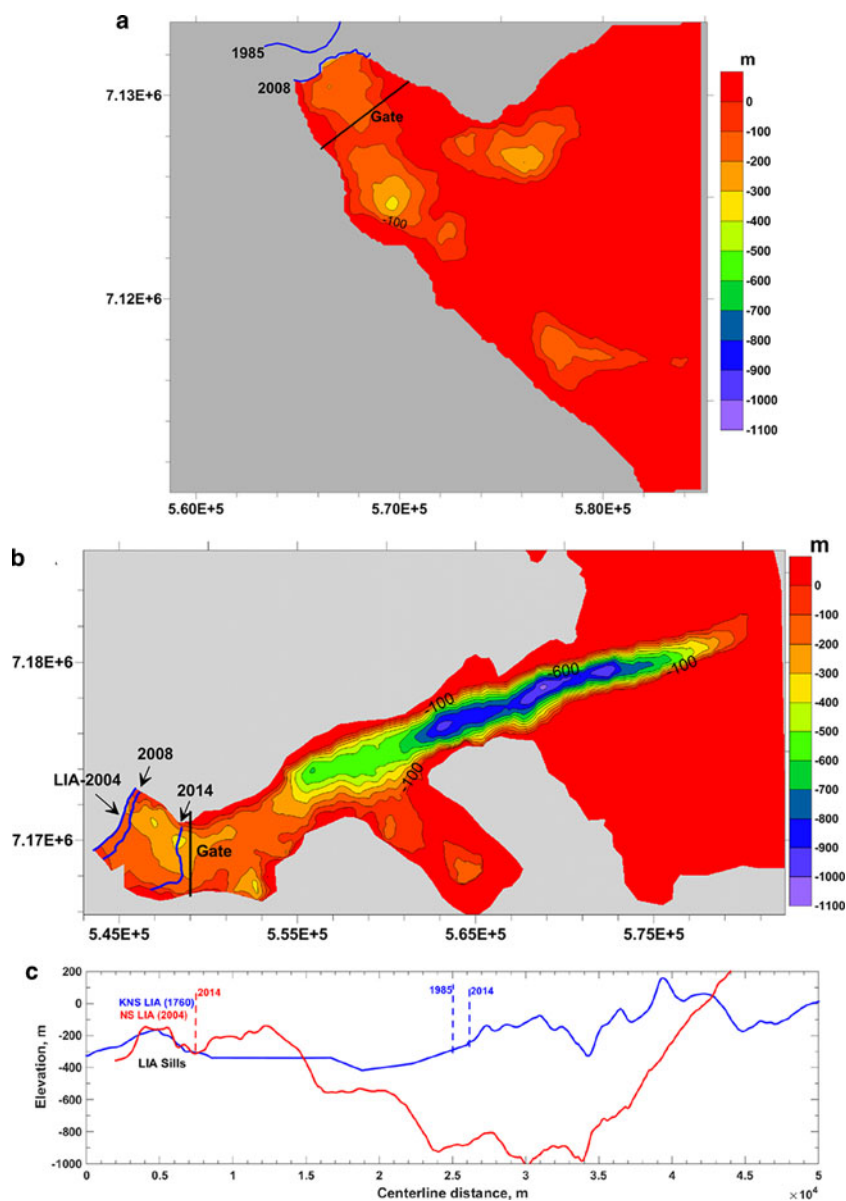 a
m
1985
2008
Gate
-100
7.13E+6
7.12E+6
0
-100
-200
-300
-400
-600
-700
-800
-900
-1000
-1100
5.60E+5
5.70E+5
5.80E+5
b
m
7.18E+6
7.17E+6
LIA-2004
2008
2014
Gate
-100
-600
-100
-100
0
-100
-200
-300
-400
-500
-600
-700
-800
-900
-1000
-1100
5.45E+5
5.55E+5
5.65E+5
5.75E+5
c
200
0
-200
-400
-600
-800
-1000
Elevation, m
KNS LIA (1760)
NS LIA (2004)
2014
LIA Sills
1985
2014
0
0.5
1
1.5
2
2.5
3
3.5
4
4.5
5
Centerline distance, m
×10⁴